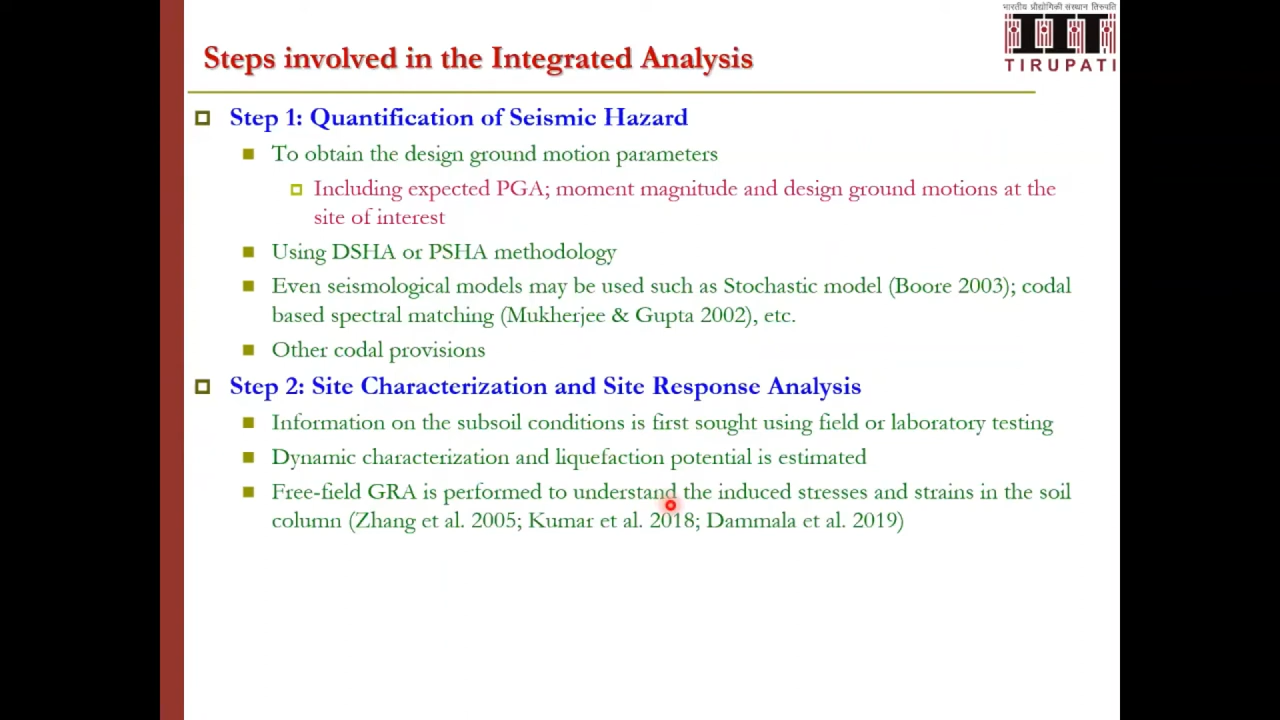 भारतीय प्रौद्योगिकी संस्थान तिरुपति
TIRUPATI
Steps involved in the Integrated Analysis
Step 1: Quantification of Seismic Hazard
To obtain the design ground motion parameters
Including expected PGA; moment magnitude and design ground motions at the
site of interest
Using DSHA or PSHA methodology
Even seismological models may be used such as Stochastic model (Boore 2003); codal
based spectral matching (Mukherjee & Gupta 2002), etc.
Other codal provisions
Step 2: Site Characterization and Site Response Analysis
Information on the subsoil conditions is first sought using field or laboratory testing
Dynamic characterization and liquefaction potential is estimated
Free-field GRA is performed to understand the induced stresses and strains in the soil
column (Zhang et al. 2005; Kumar et al. 2018; Dammala et al. 2019)